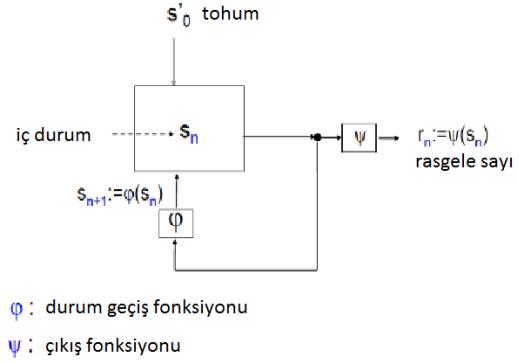 s'₀ tohum
iç durum
sₙ
ψ
rₙ:=ψ(sₙ)
rasgele sayı
sₙ₊₁:=φ(sₙ)
φ
φ : durum geçiş fonksiyonu
ψ : çıkış fonksiyonu